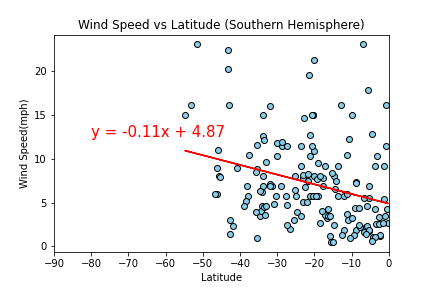 Wind Speed vs Latitude (Southern Hemisphere)
20
15
10
5
0
Wind Speed(mph)
y = -0.11x + 4.87
−90 −80 −70 −60 −50 −40 −30 −20 −10 0
Latitude